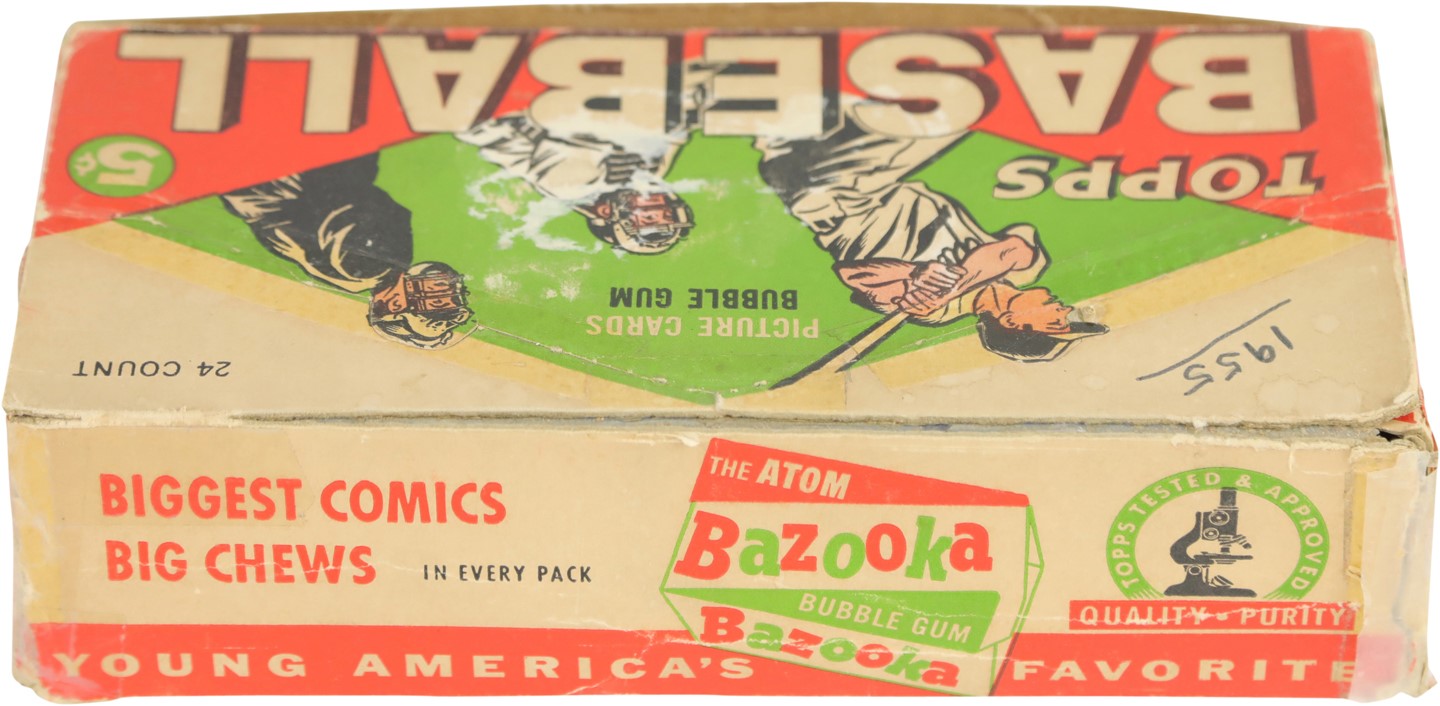 TOPPS
BASEBALL
5¢
PICTURE CARDS
BUBBLE GUM
24 COUNT
1955
BIGGEST COMICS
BIG CHEWS IN EVERY PACK
THE ATOM
Bazooka
BUBBLE GUM
Bazooka
TOPPS TESTED & APPROVED
QUALITY • PURITY
YOUNG AMERICA'S FAVORITE